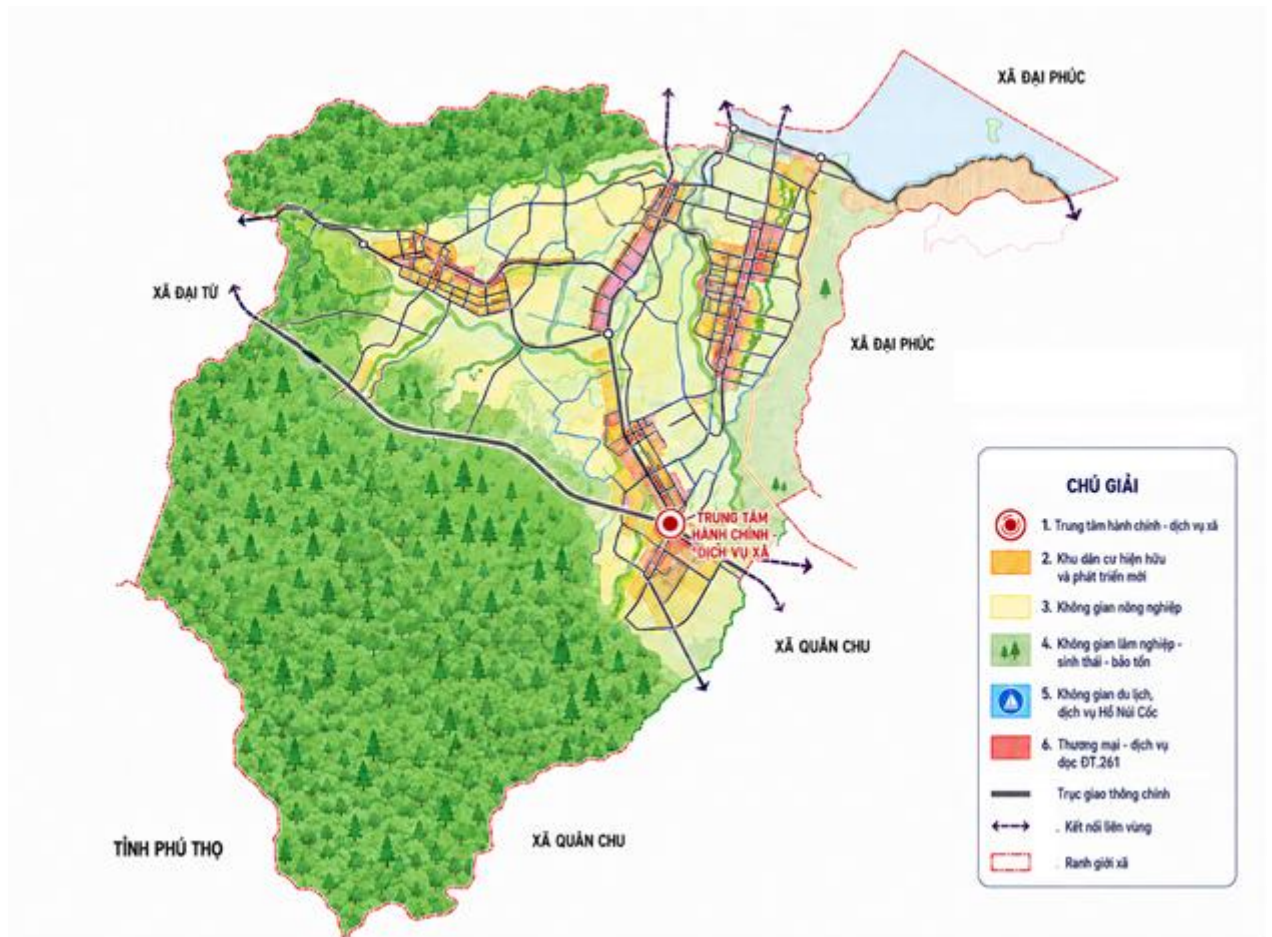 XÃ ĐẠI PHÚC
XÃ ĐẠI TỪ
XÃ ĐẠI PHÚC
TRUNG TÂM
HÀNH CHÍNH -
DỊCH VỤ XÃ
XÃ QUÂN CHU
XÃ QUÂN CHU
TỈNH PHÚ THỌ
CHÚ GIẢI
1. Trung tâm hành chính - dịch vụ xã
2. Khu dân cư hiện hữu
và phát triển mới
3. Không gian nông nghiệp
4. Không gian lâm nghiệp -
sinh thái - bảo tồn
5. Không gian du lịch,
dịch vụ Hồ Núi Cốc
6. Thương mại - dịch vụ
dọc ĐT.261
Trục giao thông chính
. Kết nối liên vùng
. Ranh giới xã